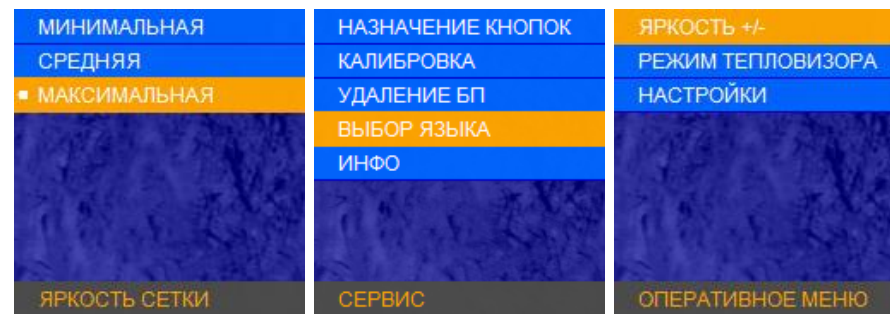 МИНИМАЛЬНАЯ
СРЕДНЯЯ
МАКСИМАЛЬНАЯ
ЯРКОСТЬ СЕТКИ
НАЗНАЧЕНИЕ КНОПОК
КАЛИБРОВКА
УДАЛЕНИЕ БП
ВЫБОР ЯЗЫКА
ИНФО
СЕРВИС
ЯРКОСТЬ +/-
РЕЖИМ ТЕПЛОВИЗОРА
НАСТРОЙКИ
ОПЕРАТИВНОЕ МЕНЮ